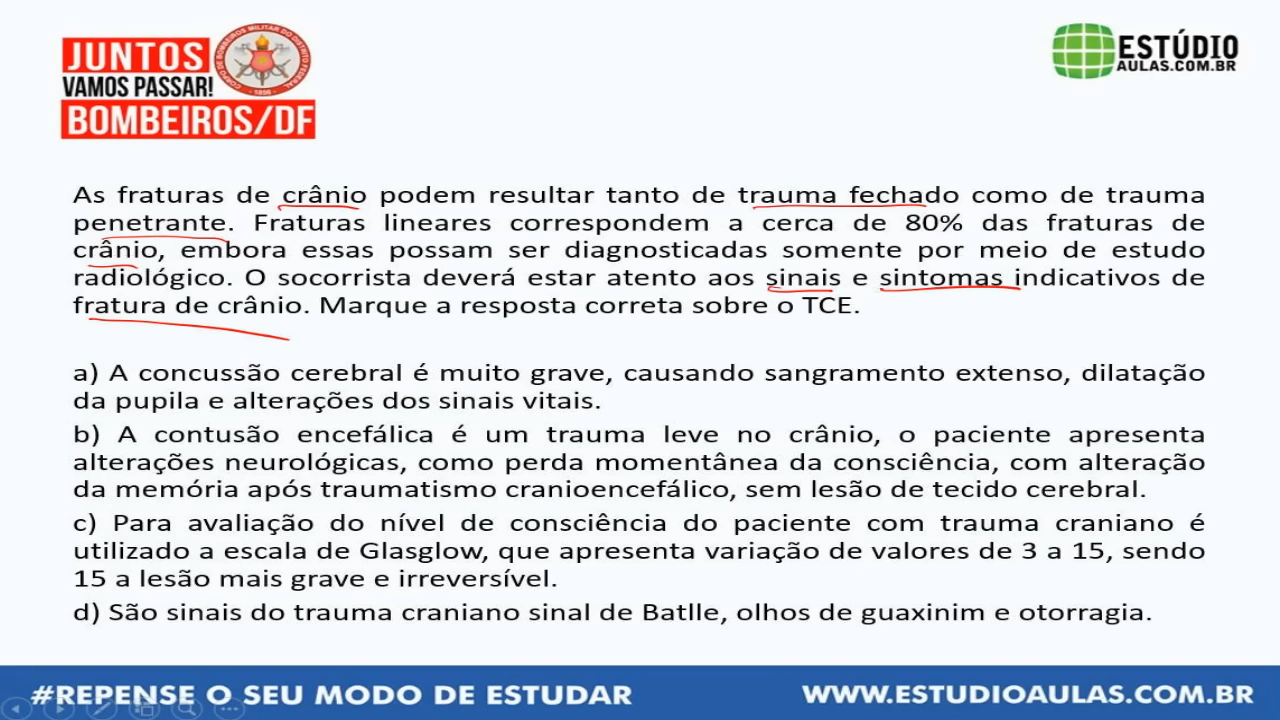 JUNTOS
VAMOS PASSAR!
BOMBEIROS/DF
CORPO DE BOMBEIROS MILITAR DO DISTRITO FEDERAL
1856
ESTÚDIO
AULAS.COM.BR
As fraturas de crânio podem resultar tanto de trauma fechado como de trauma
penetrante. Fraturas lineares correspondem a cerca de 80% das fraturas de
crânio, embora essas possam ser diagnosticadas somente por meio de estudo
radiológico. O socorrista deverá estar atento aos sinais e sintomas indicativos de
fratura de crânio. Marque a resposta correta sobre o TCE.
a) A concussão cerebral é muito grave, causando sangramento extenso, dilatação
da pupila e alterações dos sinais vitais.
b) A contusão encefálica é um trauma leve no crânio, o paciente apresenta
alterações neurológicas, como perda momentânea da consciência, com alteração
da memória após traumatismo cranioencefálico, sem lesão de tecido cerebral.
c) Para avaliação do nível de consciência do paciente com trauma craniano é
utilizado a escala de Glasglow, que apresenta variação de valores de 3 a 15, sendo
15 a lesão mais grave e irreversível.
d) São sinais do trauma craniano sinal de Batlle, olhos de guaxinim e otorragia.
#REPENSE O SEU MODO DE ESTUDAR
WWW.ESTUDIOAULAS.COM.BR